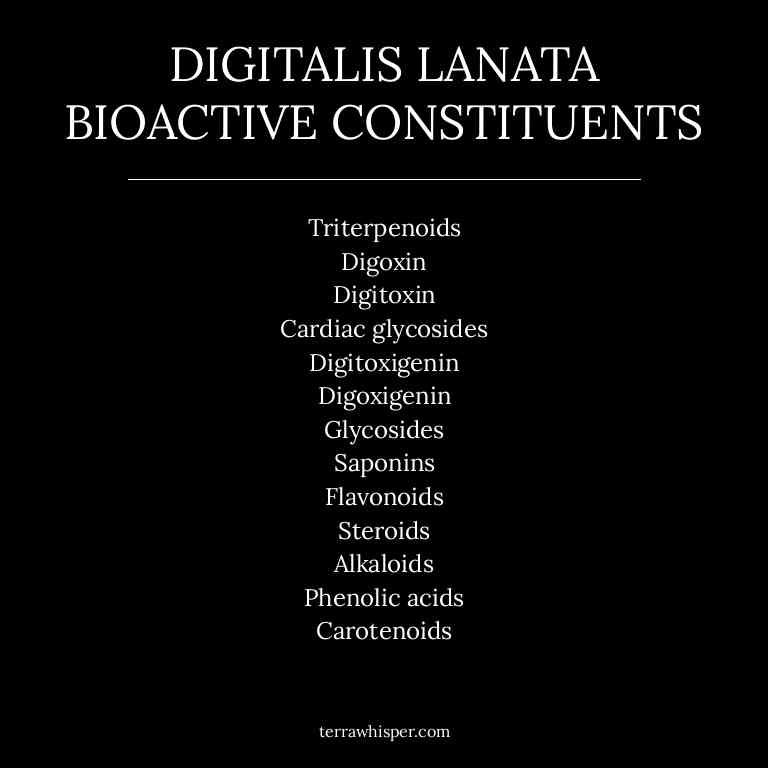 DIGITALIS LANATA
BIOACTIVE CONSTITUENTS
Triterpenoids
Digoxin
Digitoxin
Cardiac glycosides
Digitoxigenin
Digoxigenin
Glycosides
Saponins
Flavonoids
Steroids
Alkaloids
Phenolic acids
Carotenoids
terrawhisper.com